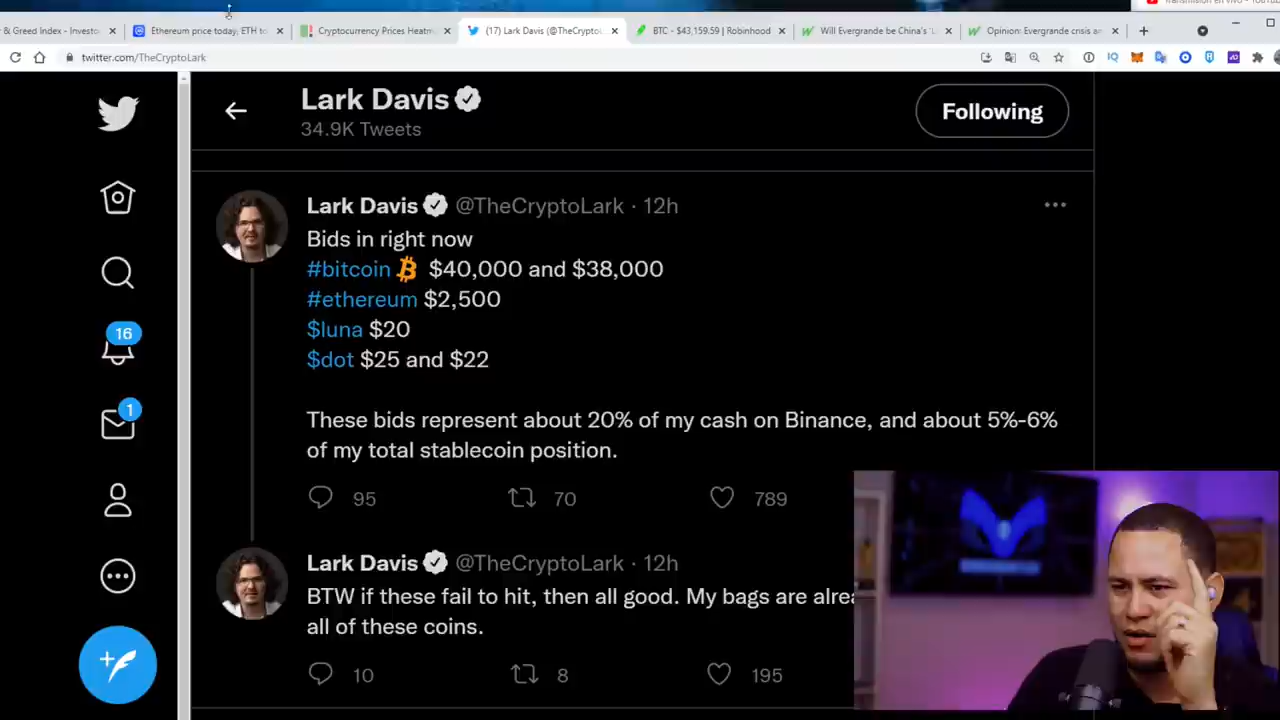 Transmisión en vivo - YouTube
& Greed Index - Investo
Ethereum price today, ETH to
Cryptocurrency Prices Heatm
(17) Lark Davis (@TheCryptoL
BTC - $43,159.59 | Robinhood
Will Evergrande be China's 'L
Opinion: Evergrande crisis an
twitter.com/TheCryptoLark
Lark Davis
34.9K Tweets
Following
Lark Davis @TheCryptoLark · 12h
Bids in right now
#bitcoin $40,000 and $38,000
#ethereum $2,500
$luna $20
$dot $25 and $22
These bids represent about 20% of my cash on Binance, and about 5%-6%
of my total stablecoin position.
95 70 789
Lark Davis @TheCryptoLark · 12h
BTW if these fail to hit, then all good. My bags are alrea
all of these coins.
10 8 195
16
1